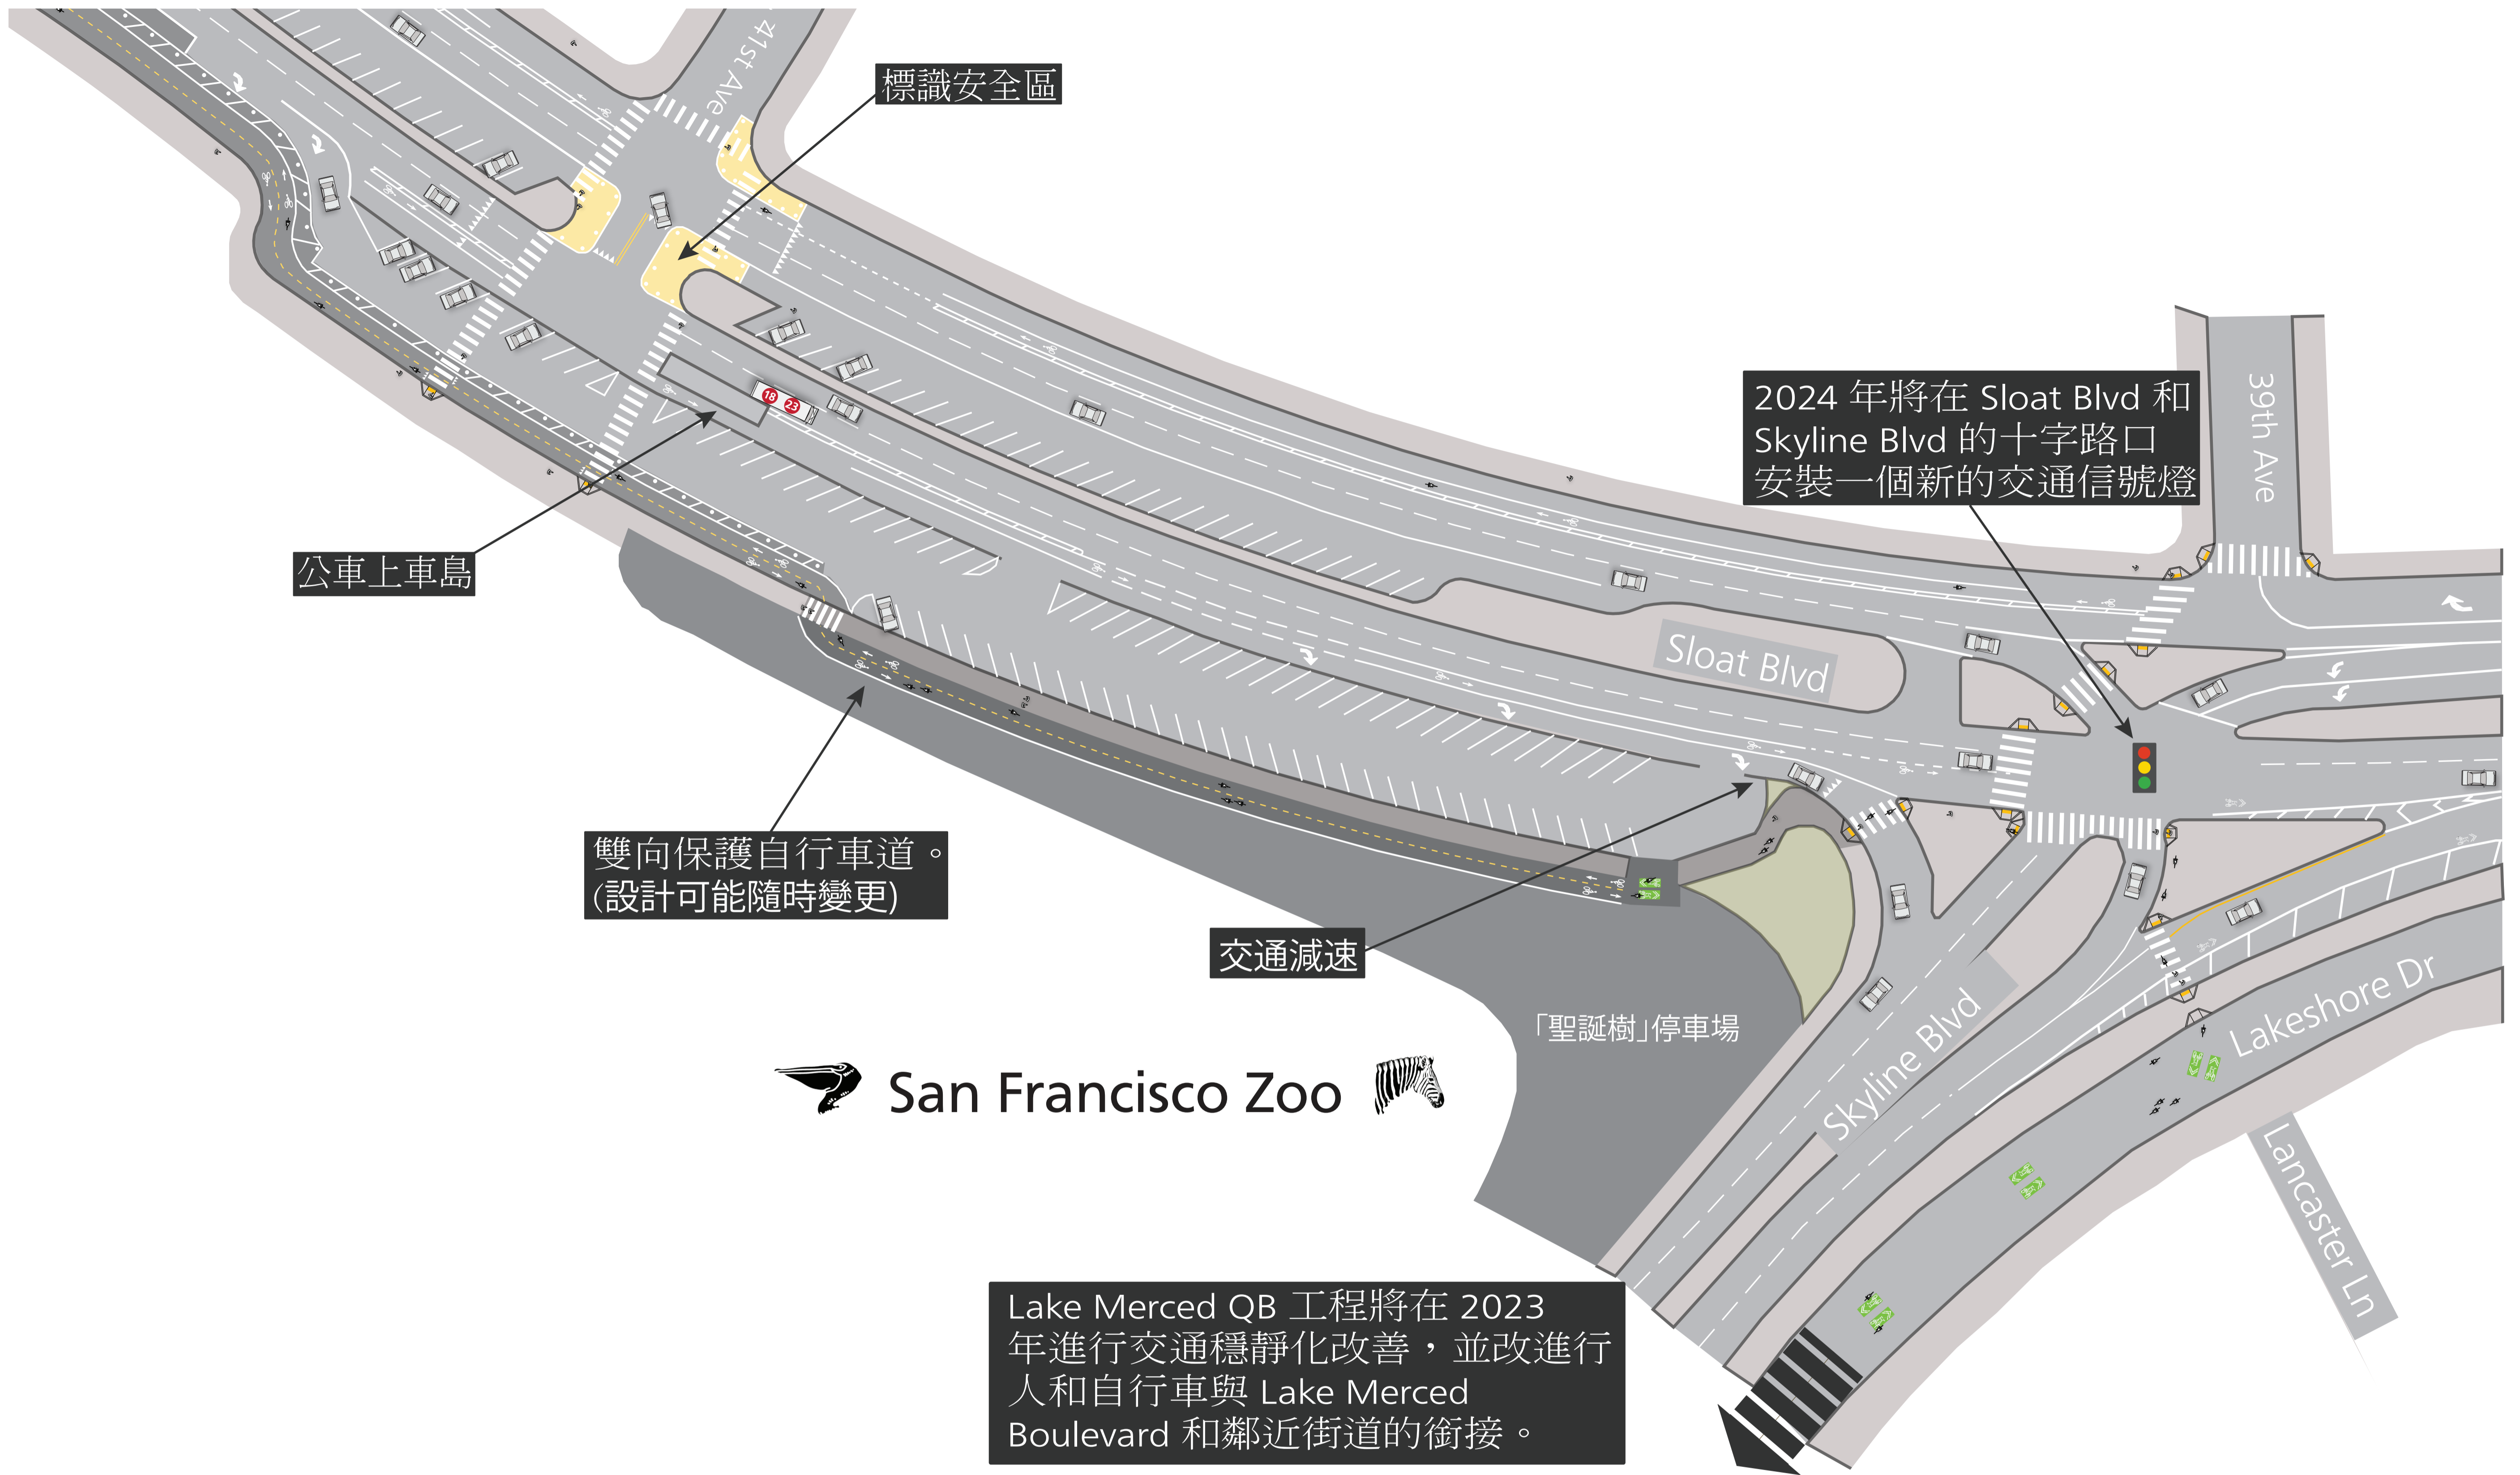 41st Ave
標識安全區
2024 年將在 Sloat Blvd 和
Skyline Blvd 的十字路口
安裝一個新的交通信號燈
39th Ave
18 23
公車上車島
Sloat Blvd
雙向保護自行車道。
(設計可能隨時變更)
交通減速
「聖誕樹」停車場
San Francisco Zoo
Skyline Blvd
Lakeshore Dr
Lancaster Ln
Lake Merced QB 工程將在 2023
年進行交通穩靜化改善，並改進行
人和自行車與 Lake Merced
Boulevard 和鄰近街道的銜接。